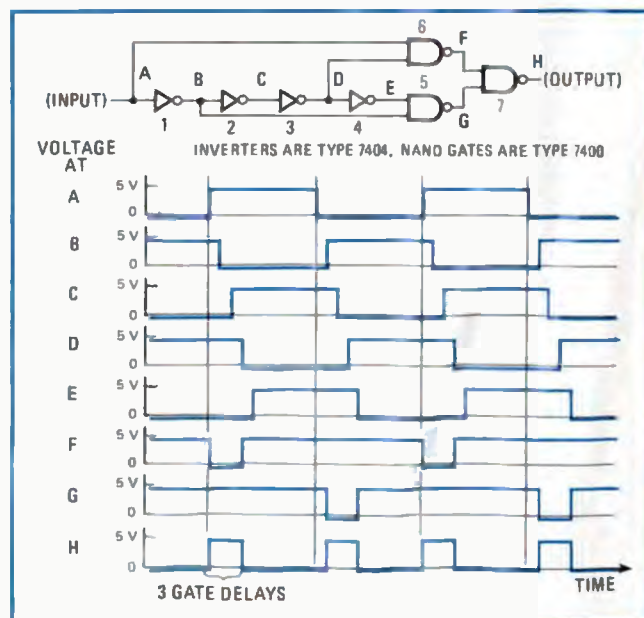 6
F
H
A
B
C
D
E
5
(INPUT)
(OUTPUT)
G
7
1
2
3
4
VOLTAGE
AT
INVERTERS ARE TYPE 7404, NAND GATES ARE TYPE 7400
A
5 V
0
B
5 V
0
C
5 V
0
D
5 V
0
E
5 V
0
F
5 V
0
G
5 V
0
H
5 V
0
TIME
3 GATE DELAYS